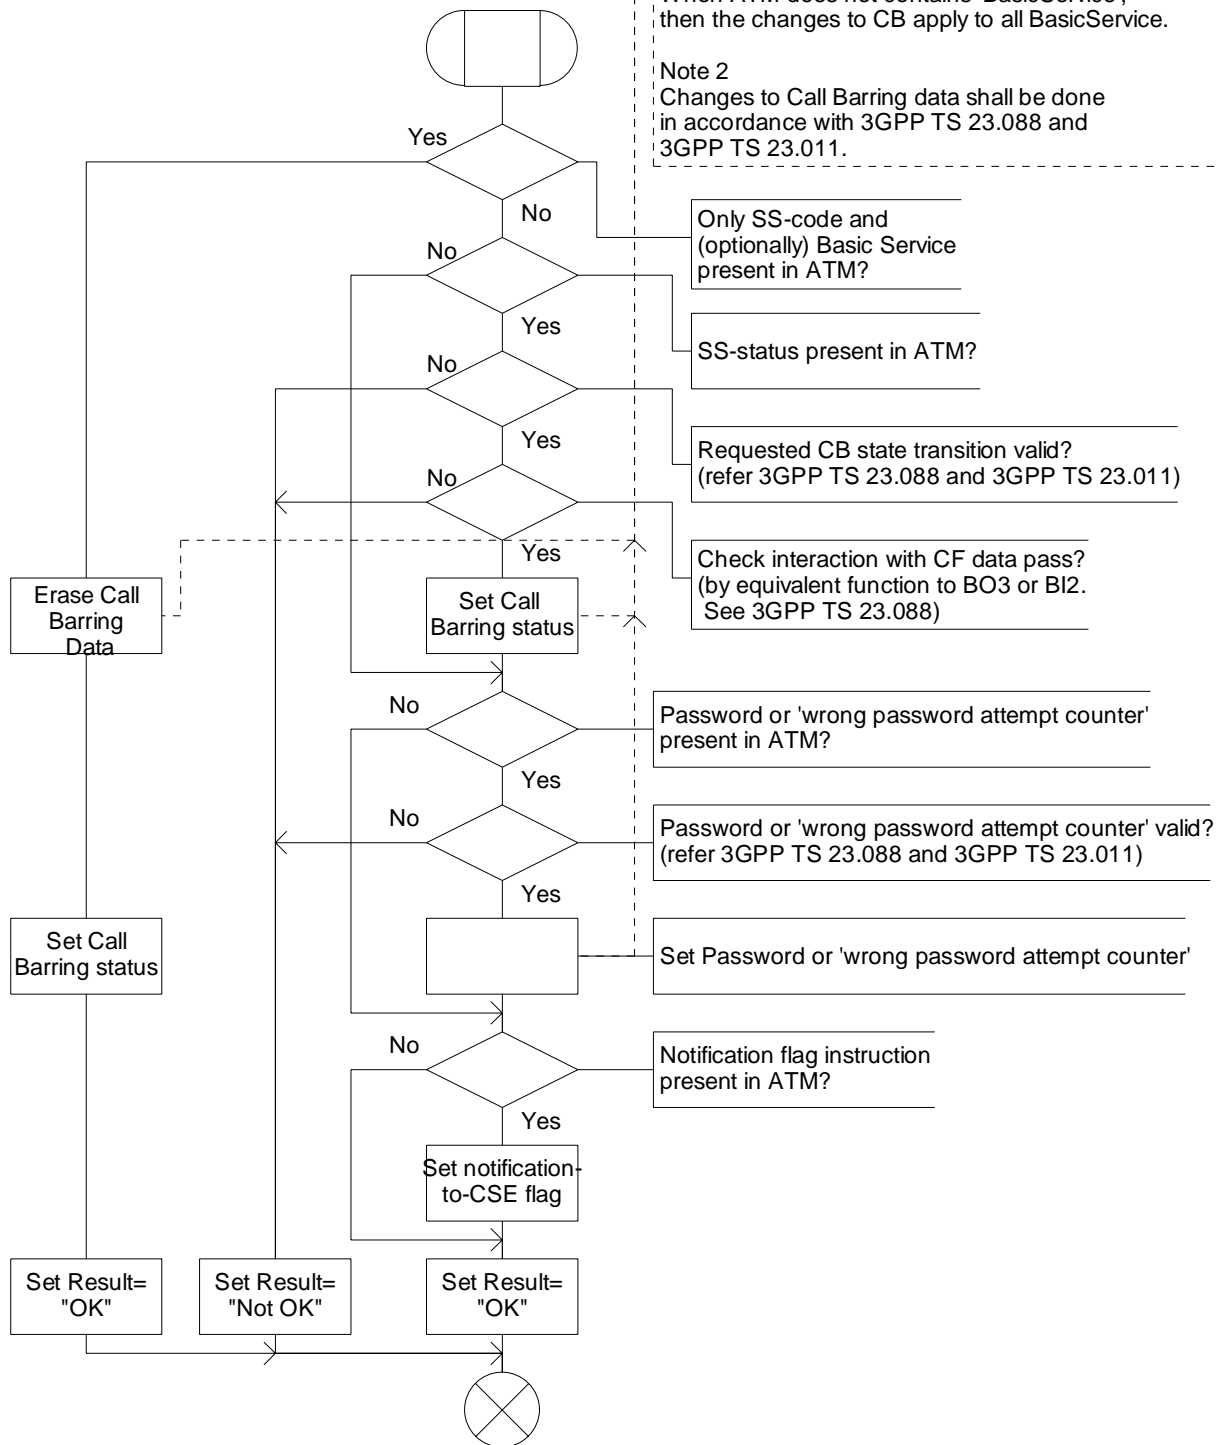 When ATM does not contains 'BasicService',
then the changes to CB apply to all BasicService.
Note 2
Changes to Call Barring data shall be done
in accordance with 3GPP TS 23.088 and
3GPP TS 23.011.
Yes
No
Only SS-code and
(optionally) Basic Service
present in ATM?
No
Yes
SS-status present in ATM?
No
Yes
Requested CB state transition valid?
(refer 3GPP TS 23.088 and 3GPP TS 23.011)
No
Yes
Check interaction with CF data pass?
(by equivalent function to BO3 or BI2.
See 3GPP TS 23.088)
Erase Call
Barring
Data
Set Call
Barring status
No
Password or 'wrong password attempt counter'
present in ATM?
Yes
No
Password or 'wrong password attempt counter' valid?
(refer 3GPP TS 23.088 and 3GPP TS 23.011)
Yes
Set Call
Barring status
Set Password or 'wrong password attempt counter'
No
Notification flag instruction
present in ATM?
Yes
Set notification-
to-CSE flag
Set Result=
"OK"
Set Result=
"Not OK"
Set Result=
"OK"